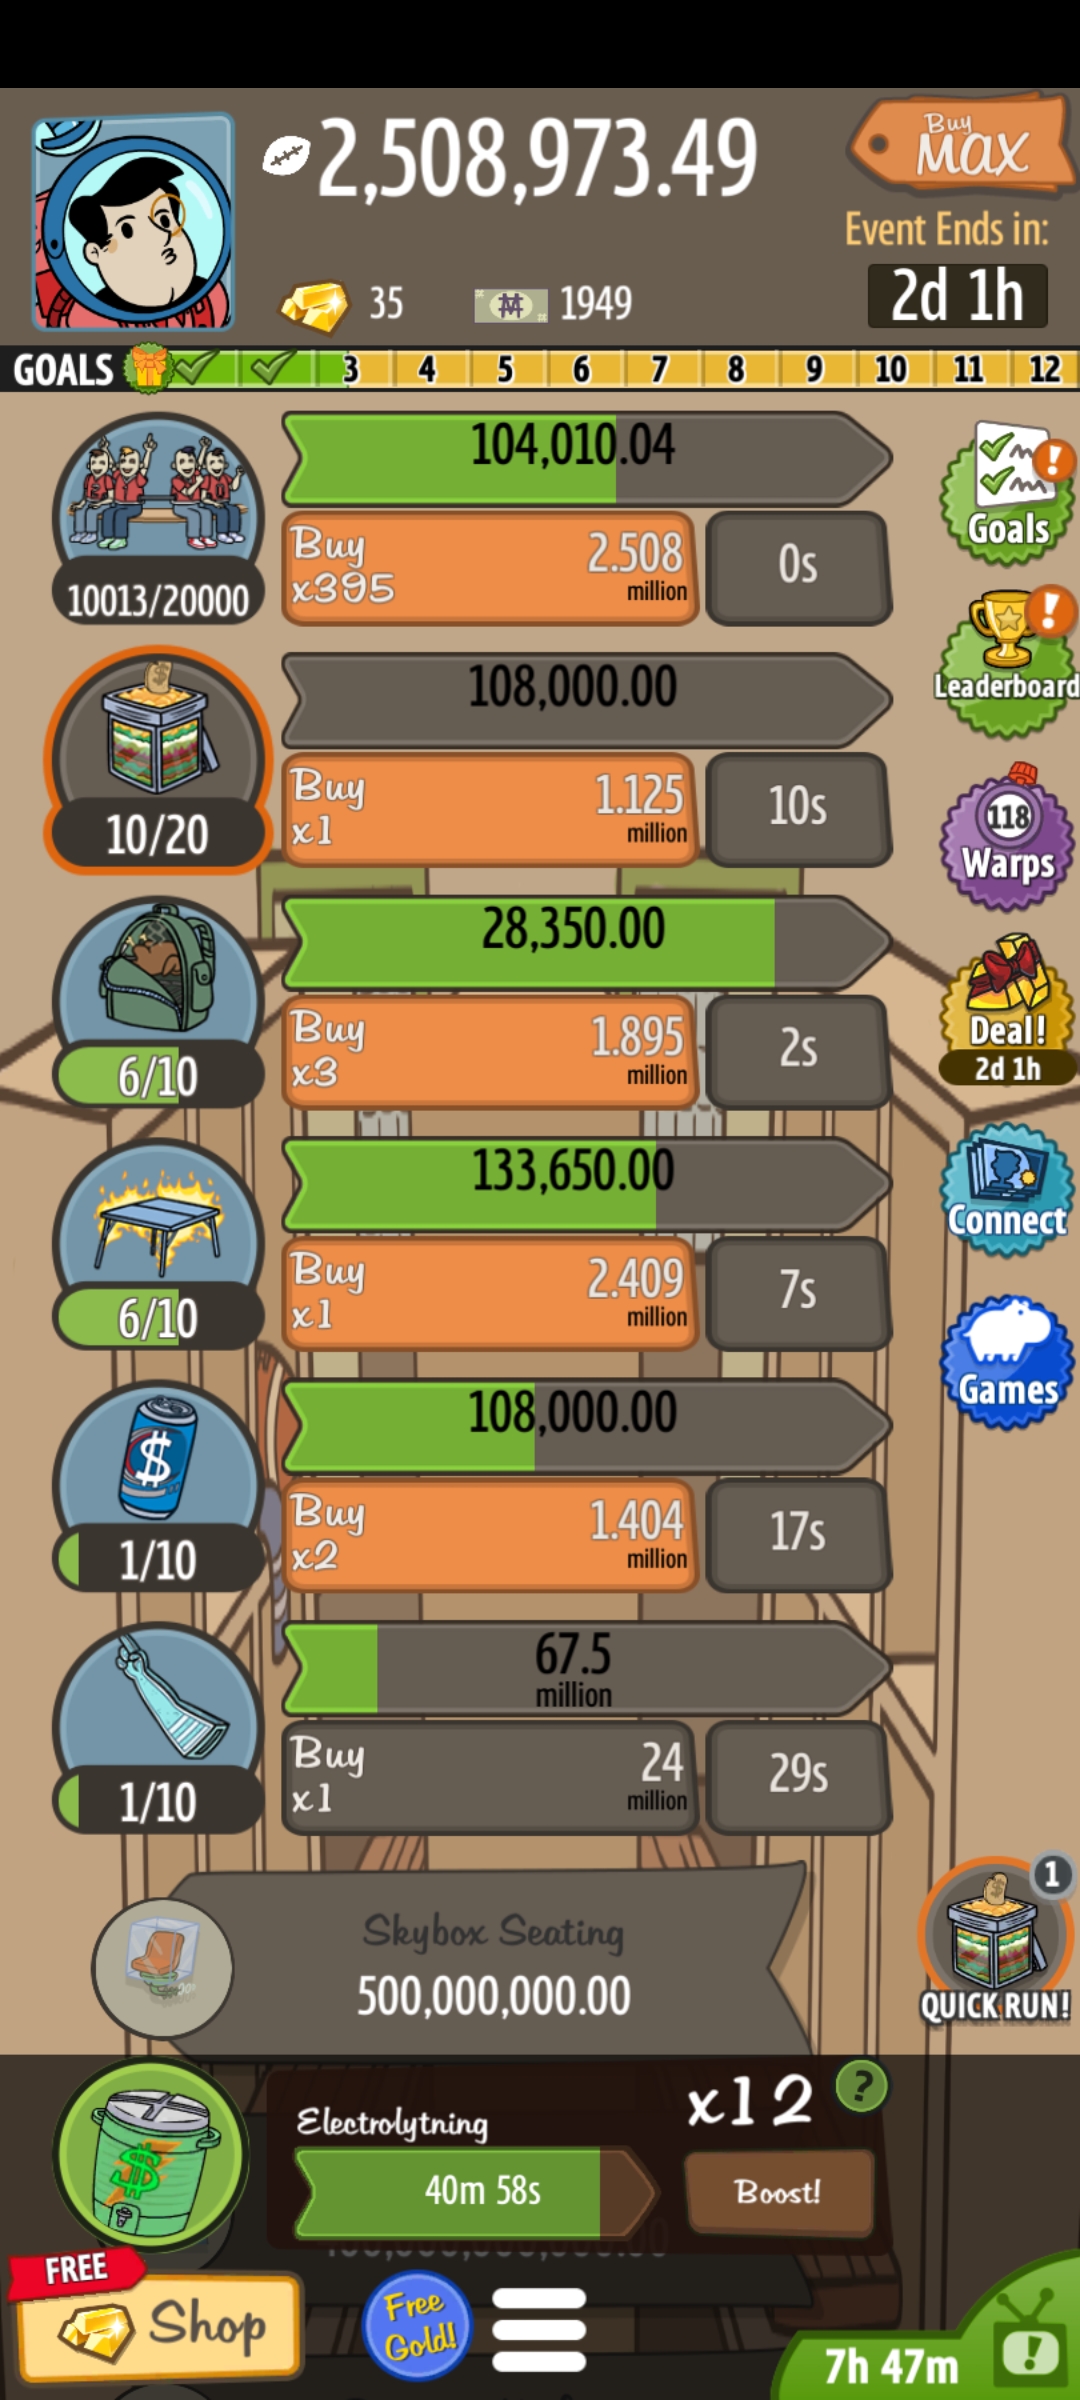 2,508,973.49
Buy
MAX
Event Ends in:
2d 1h
35
1949
GOALS 3 4 5 6 7 8 9 10 11 12
104,010.04
Buy
x395
2.508
million
0s
10013/20000
Goals
108,000.00
Buy
x1
1.125
million
10s
10/20
Leaderboard
118
Warps
28,350.00
Buy
x3
1.895
million
2s
6/10
Deal!
2d 1h
133,650.00
Buy
x1
2.409
million
7s
6/10
Connect
108,000.00
Buy
x2
1.404
million
17s
1/10
Games
67.5
million
Buy
x1
24
million
29s
1/10
Skybox Seating
500,000,000.00
1
QUICK RUN!
Electrolytning
x12
?
40m 58s
Boost!
FREE
Shop
Free
Gold!
7h 47m